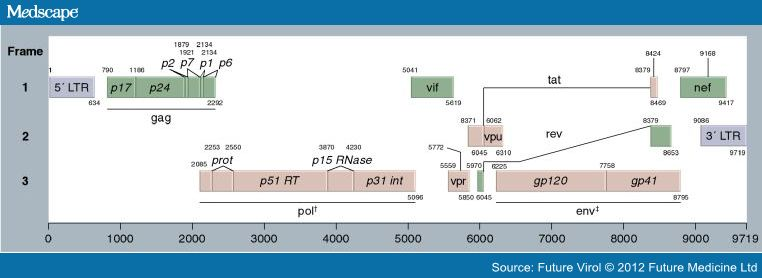 Medscape
Frame
1879 2134
1921 2134
790 1186 p2 p7 p1 p6
1 5041 8424 9168
8379 8797
1 5´ LTR p17 p24 vif tat nef
634 2292 5619 8469 9417
gag
8371 6062 8379 9086
2 vpu rev 3´ LTR
6045 6310 8653 9719
5772
2253 2550 3870 4230 5559 5970 6225 7758
2085 prot p15 RNase
3 p51 RT p31 int vpr gp120 gp41
5096 5850 6045 8795
pol† env‡
0 1000 2000 3000 4000 5000 6000 7000 8000 9000 9719
Source: Future Virol © 2012 Future Medicine Ltd